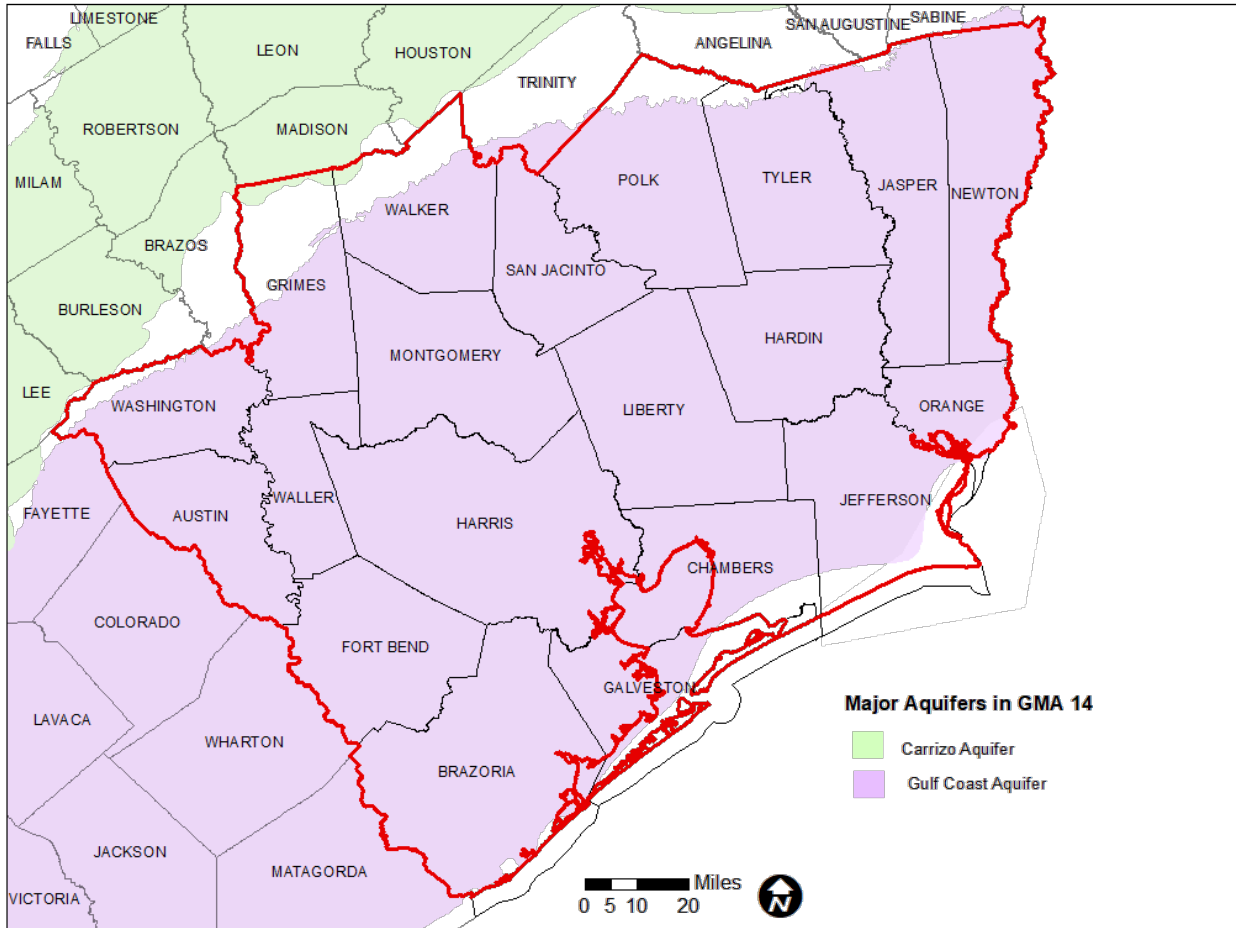 LIMESTONE
SABINE
SAN AUGUSTINE
FALLS
ANGELINA
LEON
HOUSTON
TRINITY
ROBERTSON
MADISON
MILAM
POLK
TYLER
JASPER
NEWTON
WALKER
BRAZOS
SAN JACINTO
GRIMES
BURLESON
HARDIN
MONTGOMERY
LEE
WASHINGTON
LIBERTY
ORANGE
WALLER
JEFFERSON
FAYETTE
AUSTIN
HARRIS
CHAMBERS
COLORADO
FORT BEND
GALVESTON
Major Aquifers in GMA 14
LAVACA
WHARTON
Carrizo Aquifer
BRAZORIA
Gulf Coast Aquifer
JACKSON
MATAGORDA
VICTORIA
Miles
0 5 10 20
N